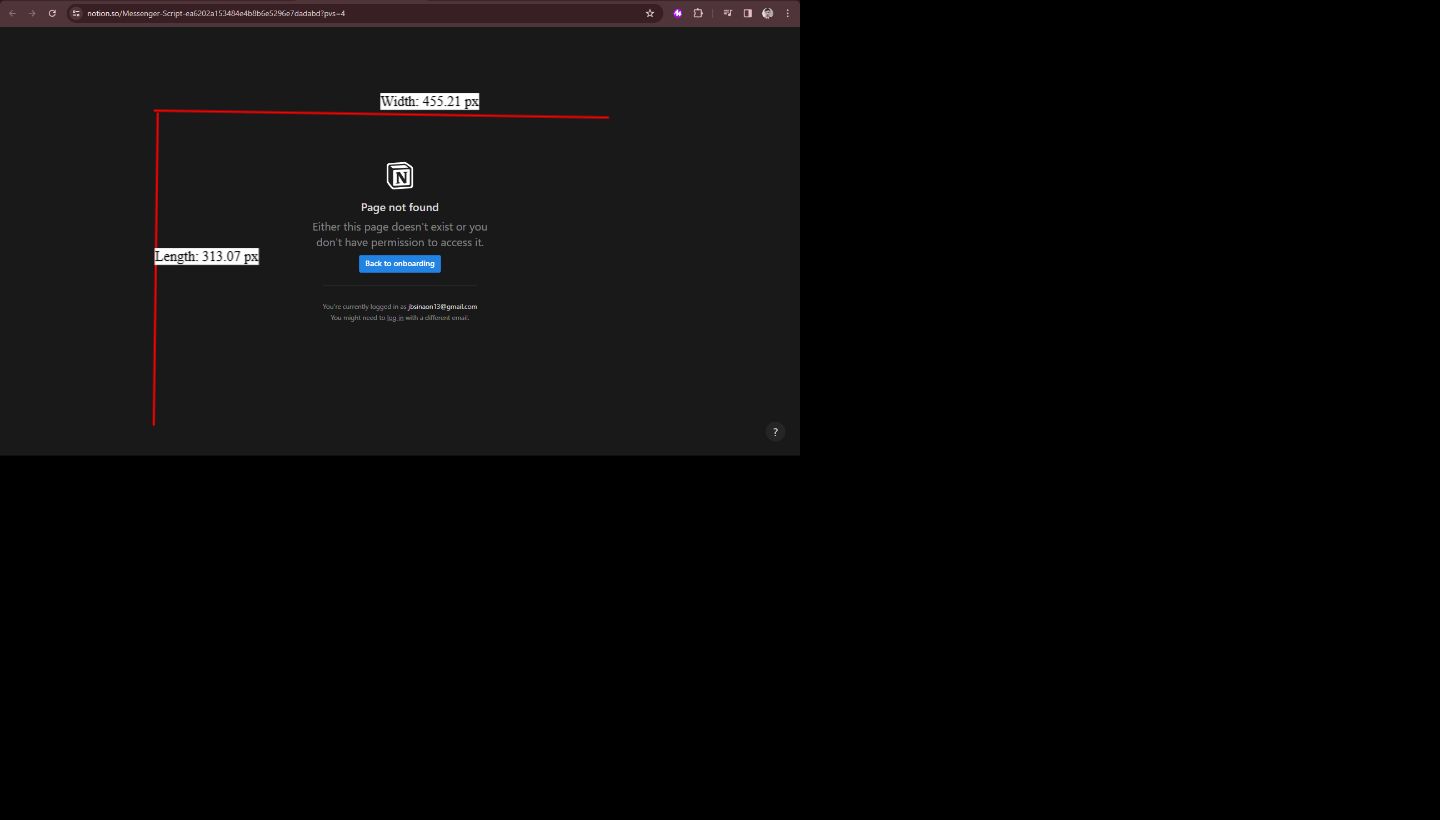 notion.so/Messenger-Script-ea6202a153484e4b8b6e5296e7dadabd?pvs=4
Width: 455.21 px
N
Page not found
Either this page doesn't exist or you
don't have permission to access it.
Length: 313.07 px
Back to onboarding
You're currently logged in as jbsinaon13@gmail.com
You might need to log in with a different email.
?